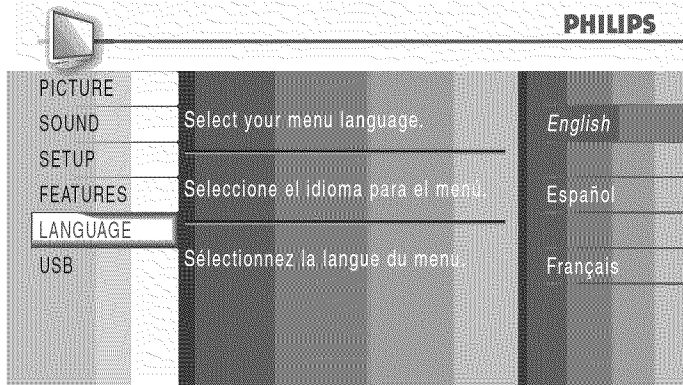 PHILIPS
PICTURE
SOUND
SETUP
FEATURES
LANGUAGE
USB
Select your menu language.
Seleccione el idioma para el menú.
Sélectionnez la langue du menu.
English
Español
Français